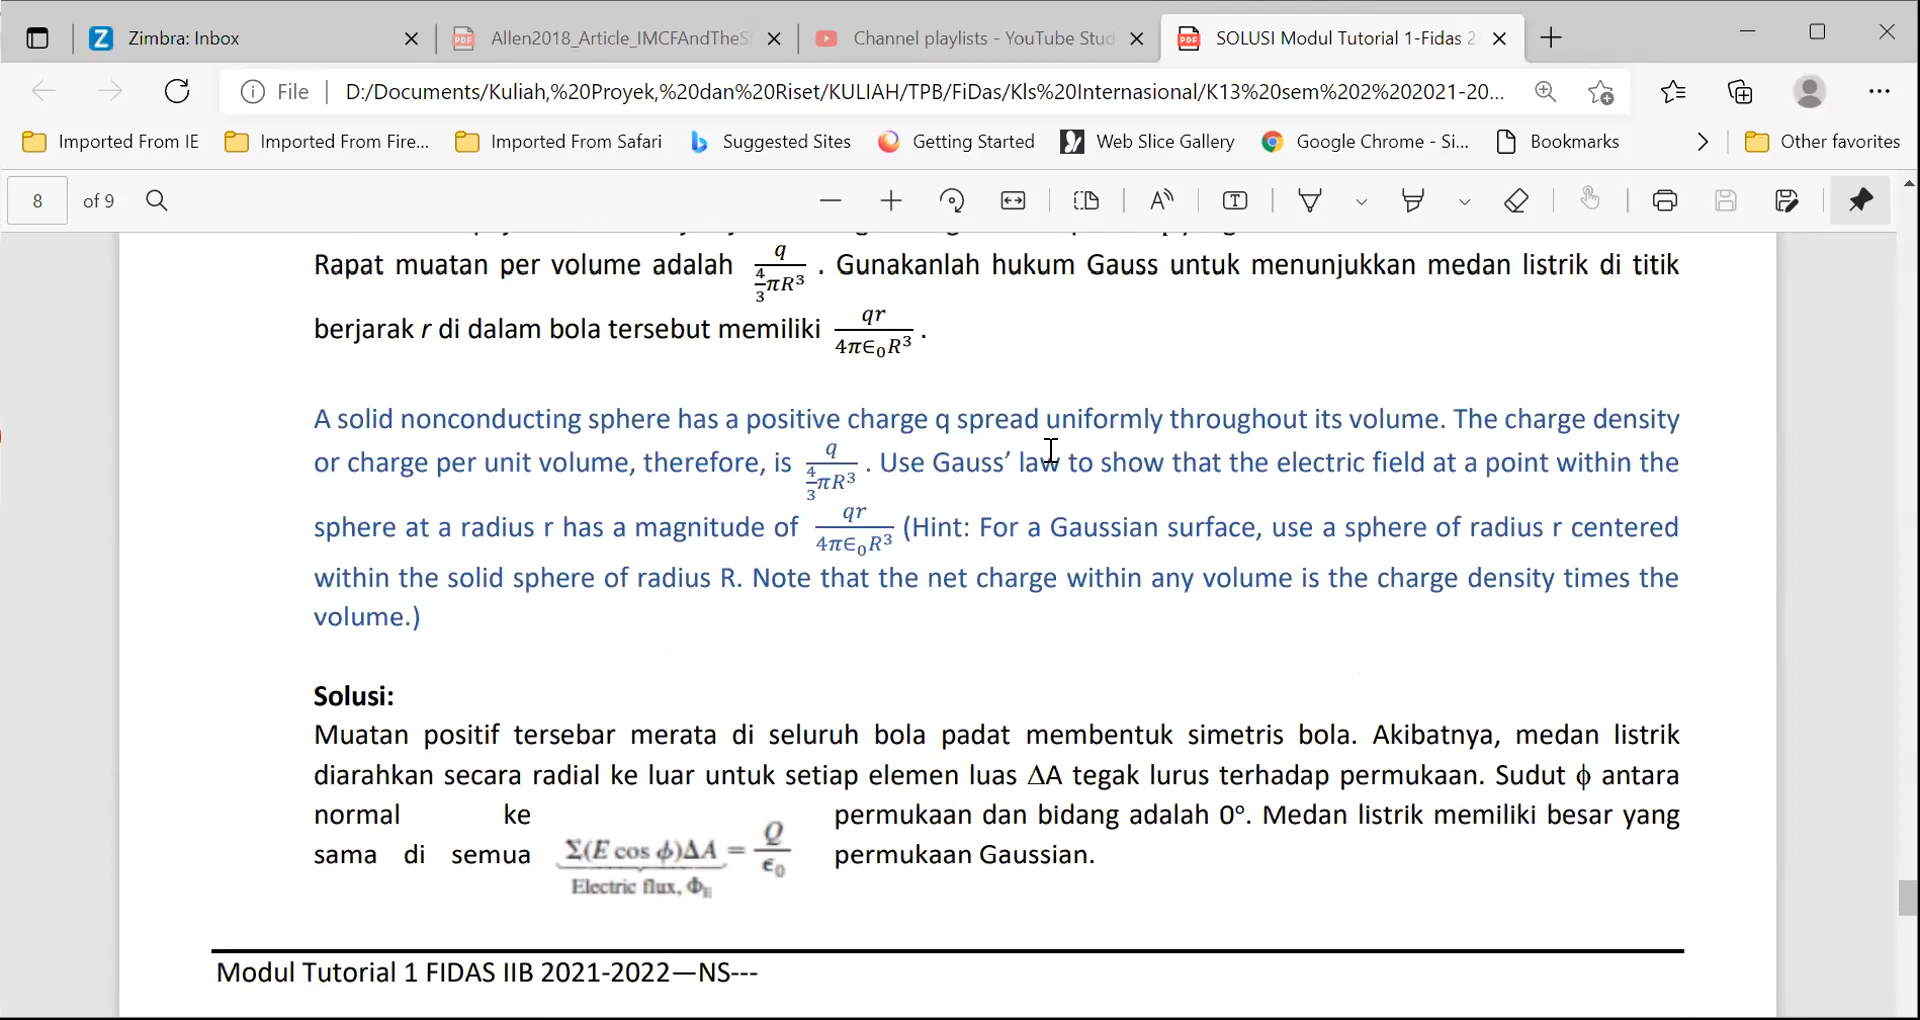 Zimbra: Inbox
Allen2018_Article_IMCFAndTheS
Channel playlists - YouTube Stud
SOLUSI Modul Tutorial 1-Fidas 2
File
D:/Documents/Kuliah,%20Proyek,%20dan%20Riset/KULIAH/TPB/FiDas/Kls%20Internasional/K13%20sem%202%202021-20...
Imported From IE
Imported From Fire...
Imported From Safari
Suggested Sites
Getting Started
Web Slice Gallery
Google Chrome - Si...
Bookmarks
Other favorites
8 of 9
Rapat muatan per volume adalah q / (4/3 πR³) . Gunakanlah hukum Gauss untuk menunjukkan medan listrik di titik
berjarak r di dalam bola tersebut memiliki qr / 4π∈₀R³ .
A solid nonconducting sphere has a positive charge q spread uniformly throughout its volume. The charge density
or charge per unit volume, therefore, is q / (4/3 πR³) . Use Gauss’ law to show that the electric field at a point within the
sphere at a radius r has a magnitude of qr / 4π∈₀R³ (Hint: For a Gaussian surface, use a sphere of radius r centered
within the solid sphere of radius R. Note that the net charge within any volume is the charge density times the
volume.)
Solusi:
Muatan positif tersebar merata di seluruh bola padat membentuk simetris bola. Akibatnya, medan listrik
diarahkan secara radial ke luar untuk setiap elemen luas ΔA tegak lurus terhadap permukaan. Sudut ϕ antara
normal ke permukaan dan bidang adalah 0°. Medan listrik memiliki besar yang
sama di semua permukaan Gaussian.
Σ(E cos ϕ)ΔA = Q / ϵ₀
Electric flux, Φ_E
Modul Tutorial 1 FIDAS IIB 2021-2022—NS---